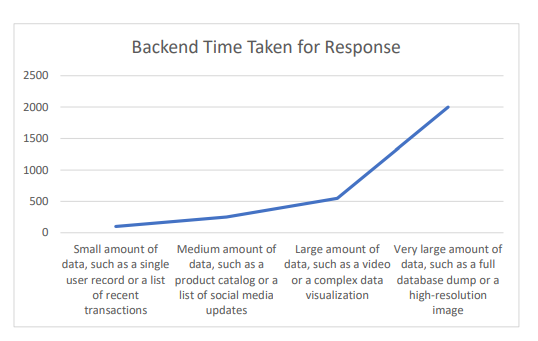 Backend Time Taken for Response
2500
2000
1500
1000
500
0
Small amount of
data, such as a single
user record or a list
of recent
transactions
Medium amount of
data, such as a
product catalog or a
list of social media
updates
Large amount of
data, such as a video
or a complex data
visualization
Very large amount of
data, such as a full
database dump or a
high-resolution
image